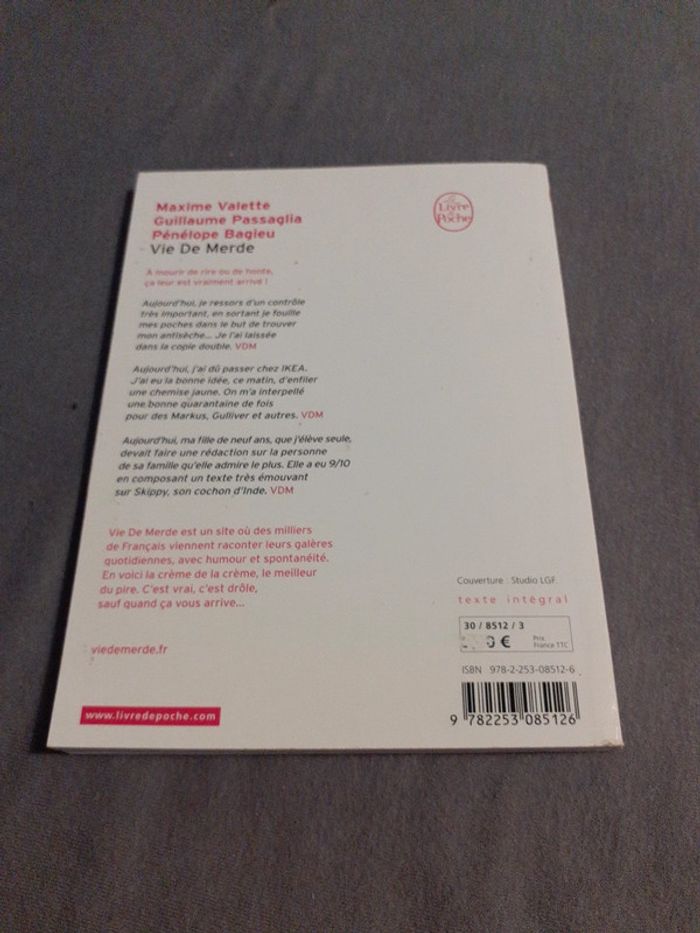 Maxime Valette
Guillaume Passaglia
Pénélope Bagieu
Vie De Merde
Le Livre de Poche
À mourir de rire ou de honte,
ça leur est vraiment arrivé !
Aujourd'hui, je ressors d'un contrôle
très important, en sortant je fouille
mes poches dans le but de trouver
mon antisèche... Je l'ai laissée
dans la copie double. VDM
Aujourd'hui, j'ai dû passer chez IKEA.
J'ai eu la bonne idée, ce matin, d'enfiler
une chemise jaune. On m'a interpellé
une bonne quarantaine de fois
pour des Markus, Gulliver et autres. VDM
Aujourd'hui, ma fille de neuf ans, que j'élève seule,
devait faire une rédaction sur la personne
de sa famille qu'elle admire le plus. Elle a eu 9/10
en composant un texte très émouvant
sur Skippy, son cochon d'Inde. VDM
Vie De Merde est un site où des milliers
de Français viennent raconter leurs galères
quotidiennes, avec humour et spontanéité.
En voici la crème de la crème, le meilleur
du pire. C'est vrai, c'est drôle,
sauf quand ça vous arrive...
viedemerde.fr
www.livredepoche.com
Couverture : Studio LGF.
texte intégral
30 / 8512 / 3
0 €
Prix
France TTC
ISBN 978-2-253-08512-6
9 782253 085126